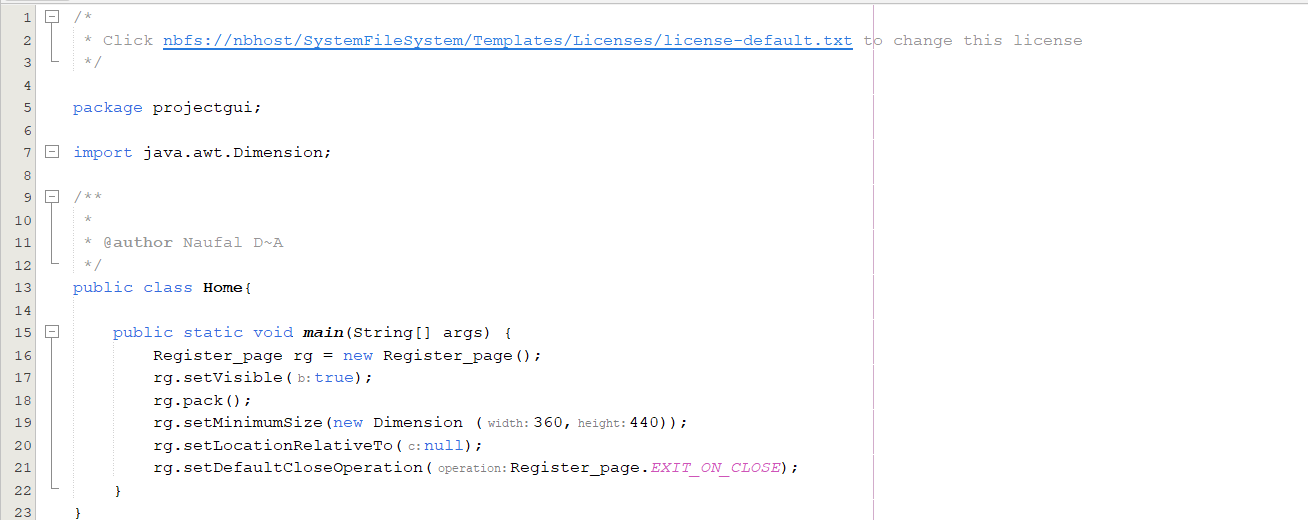 1 /*
2 * Click nbfs://nbhost/SystemFileSystem/Templates/Licenses/license-default.txt to change this license
3 */
4
5 package projectgui;
6
7 import java.awt.Dimension;
8
9 /**
10 *
11 * @author Naufal D~A
12 */
13 public class Home{
14
15 public static void main(String[] args) {
16 Register_page rg = new Register_page();
17 rg.setVisible( b: true);
18 rg.pack();
19 rg.setMinimumSize(new Dimension ( width: 360, height: 440));
20 rg.setLocationRelativeTo( c: null);
21 rg.setDefaultCloseOperation( operation: Register_page.EXIT_ON_CLOSE);
22 }
23 }